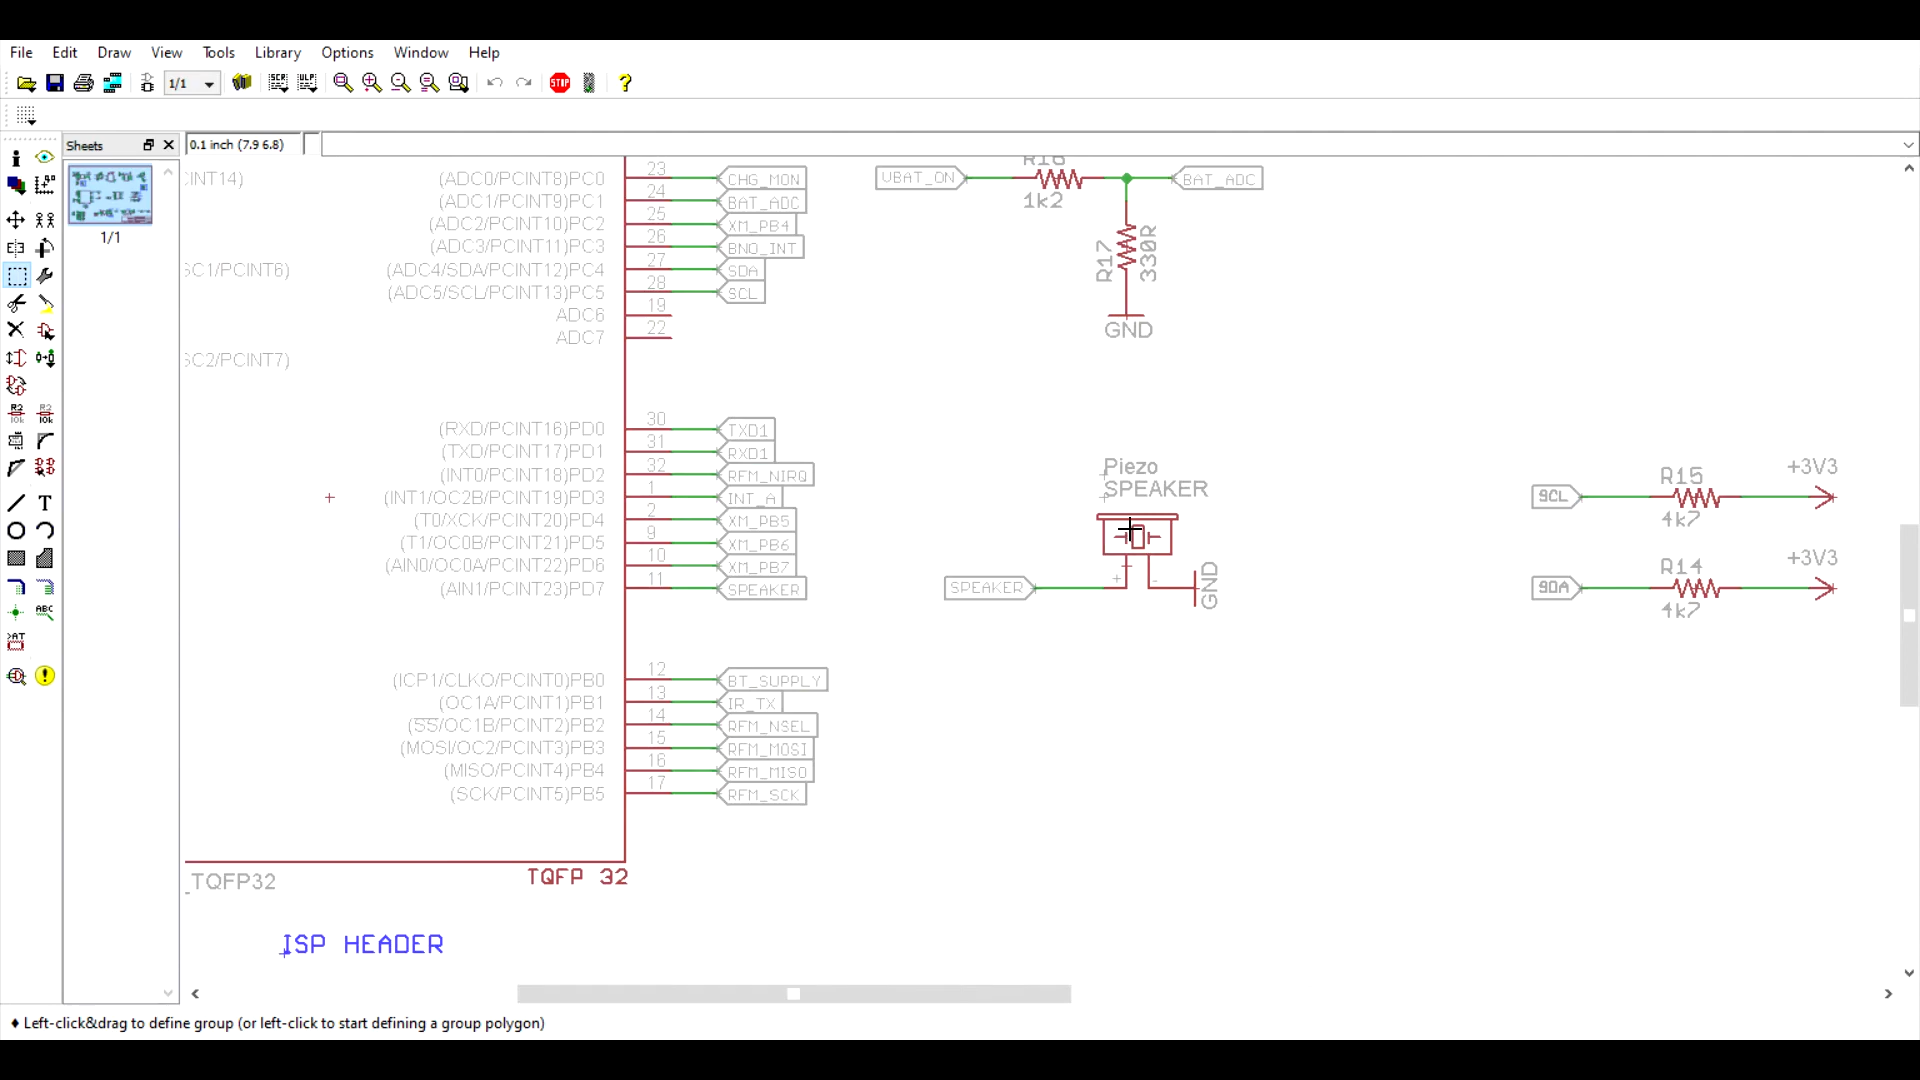 File Edit Draw View Tools Library Options Window Help
1/1
SCR ULP STOP
Sheets
0.1 inch (7.9 6.8)
1/1
:INT14)
(ADC0/PCINT8)PC0 23 CHG_MON
(ADC1/PCINT9)PC1 24 BAT_ADC
(ADC2/PCINT10)PC2 25 XM_PB4
(ADC3/PCINT11)PC3 26 BNO_INT
SC1/PCINT6) (ADC4/SDA/PCINT12)PC4 27 SDA
(ADC5/SCL/PCINT13)PC5 28 SCL
ADC6 19
ADC7 22
SC2/PCINT7)
VBAT_ON R16 BAT_ADC
1k2
R17 330R
GND
(RXD/PCINT16)PD0 30 TXD1
(TXD/PCINT17)PD1 31 RXD1
(INT0/PCINT18)PD2 32 RFM_NIRQ
(INT1/OC2B/PCINT19)PD3 1 INT_A
(T0/XCK/PCINT20)PD4 2 XM_PB5
(T1/OC0B/PCINT21)PD5 9 XM_PB6
(AIN0/OC0A/PCINT22)PD6 10 XM_PB7
(AIN1/PCINT23)PD7 11 SPEAKER
Piezo
SPEAKER
SPEAKER + - GND
R15 +3V3
SCL
4k7
R14 +3V3
SDA
4k7
(ICP1/CLKO/PCINT0)PB0 12 BT_SUPPLY
(OC1A/PCINT1)PB1 13 IR_TX
(SS/OC1B/PCINT2)PB2 14 RFM_NSEL
(MOSI/OC2/PCINT3)PB3 15 RFM_MOSI
(MISO/PCINT4)PB4 16 RFM_MISO
(SCK/PCINT5)PB5 17 RFM_SCK
_TQFP32 TQFP 32
ISP HEADER
Left-click&drag to define group (or left-click to start defining a group polygon)